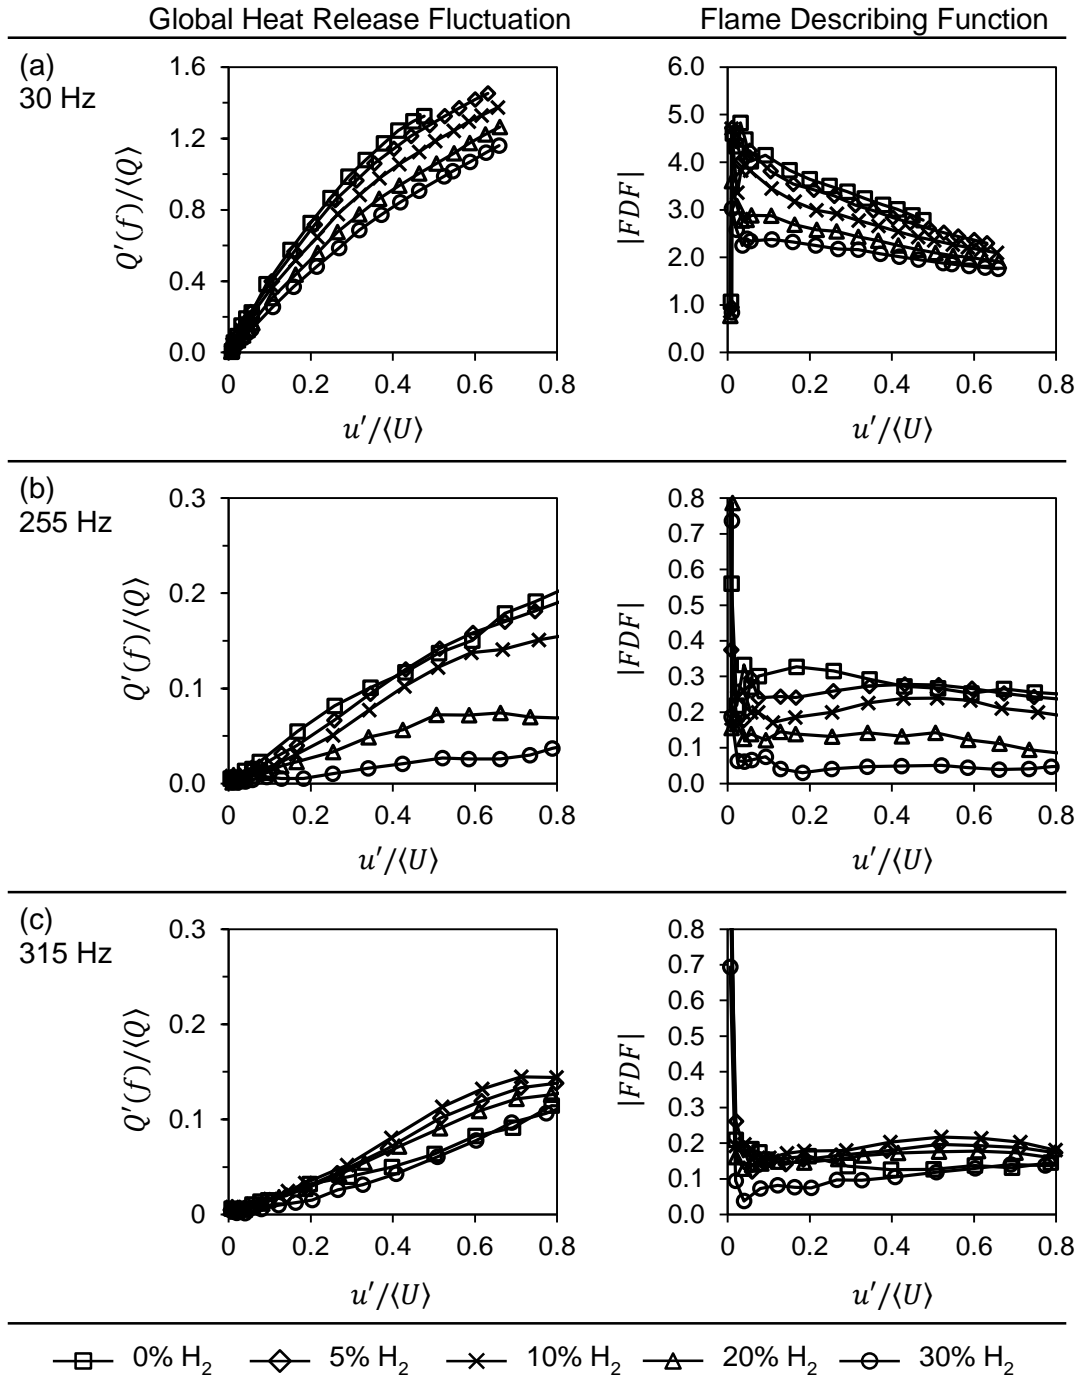 Global Heat Release Fluctuation Flame Describing Function
(a)
30 Hz
Q′(f)/⟨Q⟩
1.6
1.2
0.8
0.4
0.0
0 0.2 0.4 0.6 0.8
u′/⟨U⟩
|FDF|
6.0
5.0
4.0
3.0
2.0
1.0
0.0
0 0.2 0.4 0.6 0.8
u′/⟨U⟩
(b)
255 Hz
Q′(f)/⟨Q⟩
0.3
0.2
0.1
0.0
0 0.2 0.4 0.6 0.8
u′/⟨U⟩
|FDF|
0.8
0.7
0.6
0.5
0.4
0.3
0.2
0.1
0.0
0 0.2 0.4 0.6 0.8
u′/⟨U⟩
(c)
315 Hz
Q′(f)/⟨Q⟩
0.3
0.2
0.1
0
0 0.2 0.4 0.6 0.8
u′/⟨U⟩
|FDF|
0.8
0.7
0.6
0.5
0.4
0.3
0.2
0.1
0.0
0 0.2 0.4 0.6 0.8
u′/⟨U⟩
0% H₂ 5% H₂ 10% H₂ 20% H₂ 30% H₂